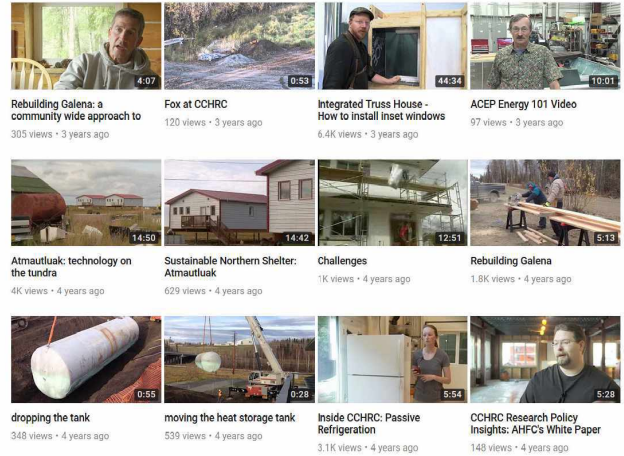 4:07
0:53
44:34
10:01
Rebuilding Galena: a
community wide approach to
305 views • 3 years ago
Fox at CCHRC
120 views • 3 years ago
Integrated Truss House -
How to install inset windows
6.4K views • 3 years ago
ACEP Energy 101 Video
97 views • 3 years ago
14:50
14:42
12:51
5:13
Atmautluak: technology on
the tundra
4K views • 4 years ago
Sustainable Northern Shelter:
Atmautluak
629 views • 4 years ago
Challenges
1K views • 4 years ago
Rebuilding Galena
1.8K views • 4 years ago
0:55
0:28
5:54
5:28
dropping the tank
348 views • 4 years ago
moving the heat storage tank
539 views • 4 years ago
Inside CCHRC: Passive
Refrigeration
3.1K views • 4 years ago
CCHRC Research Policy
Insights: AHFC's White Paper
148 views • 4 years ago